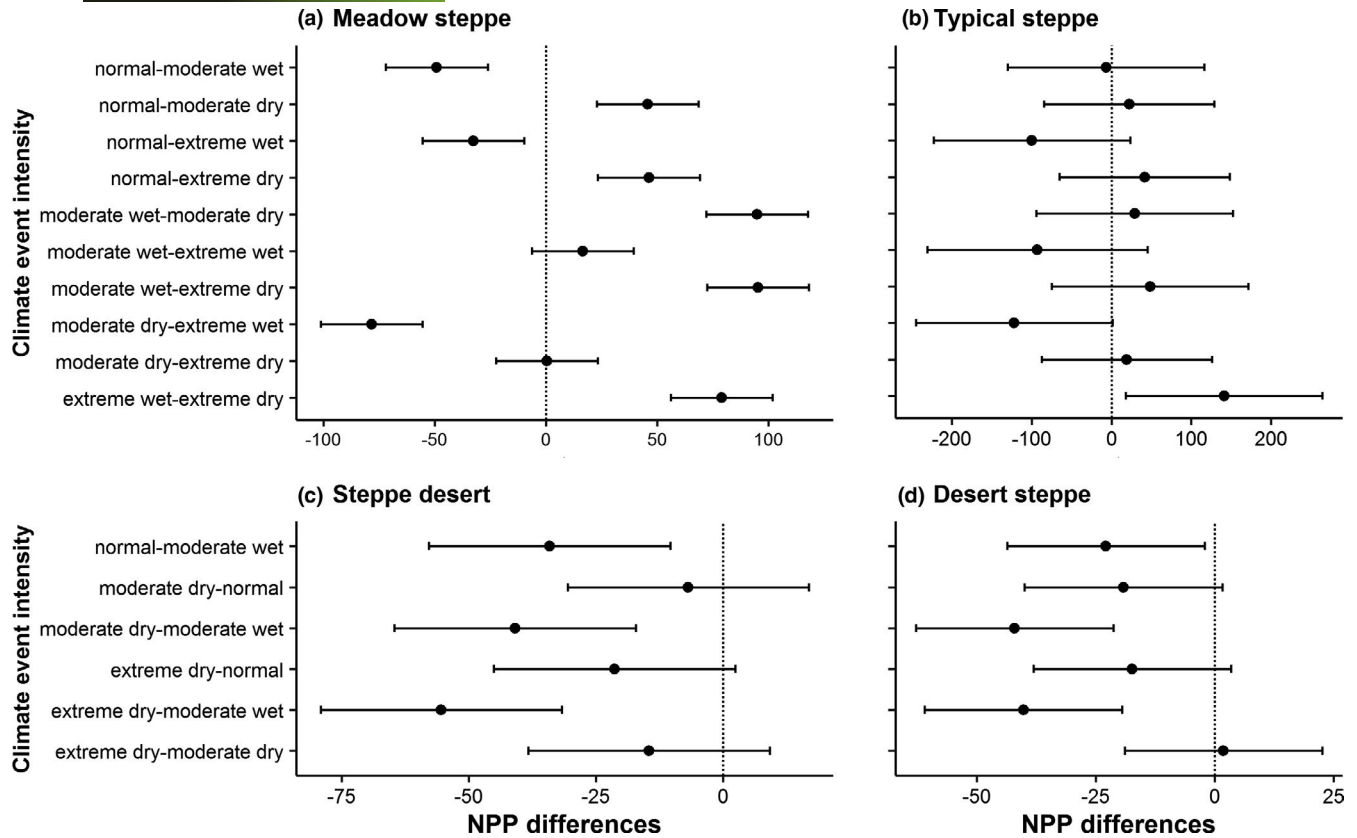 (a) Meadow steppe
(b) Typical steppe
Climate event intensity
normal-moderate wet
normal-moderate dry
normal-extreme wet
normal-extreme dry
moderate wet-moderate dry
moderate wet-extreme wet
moderate wet-extreme dry
moderate dry-extreme wet
moderate dry-extreme dry
extreme wet-extreme dry
-100 -50 0 50 100
-200 -100 0 100 200
(c) Steppe desert
(d) Desert steppe
Climate event intensity
normal-moderate wet
moderate dry-normal
moderate dry-moderate wet
extreme dry-normal
extreme dry-moderate wet
extreme dry-moderate dry
-75 -50 -25 0
-50 -25 0 25
NPP differences
NPP differences